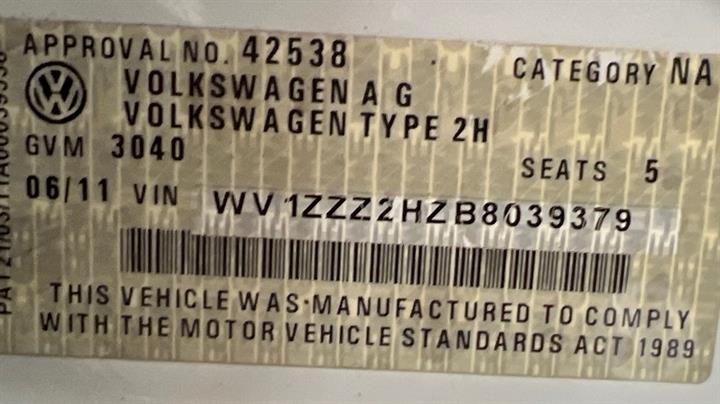 APPROVAL NO. 42538
CATEGORY NA
VOLKSWAGEN A G
VOLKSWAGEN TYPE 2H
GVM 3040
SEATS 5
06/11 VIN WV1ZZZ2HZB8039379
THIS VEHICLE WAS MANUFACTURED TO COMPLY
WITH THE MOTOR VEHICLE STANDARDS ACT 1989